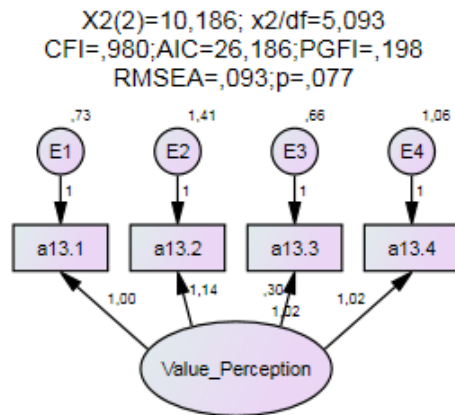 X2(2)=10,186; x2/df=5,093
CFI=,980;AIC=26,186;PGFI=,198
RMSEA=,093;p=,077
,73 1,41 ,66 1,06
E1 E2 E3 E4
1 1 1 1
a13.1 a13.2 a13.3 a13.4
1,00 1,14 ,30 1,02
1,02
Value_Perception